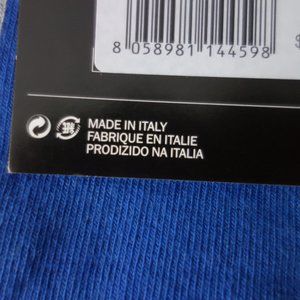 8 058981 144598
$
MADE IN ITALY
FABRIQUE EN ITALIE
PRODIZIDO NA ITALIA